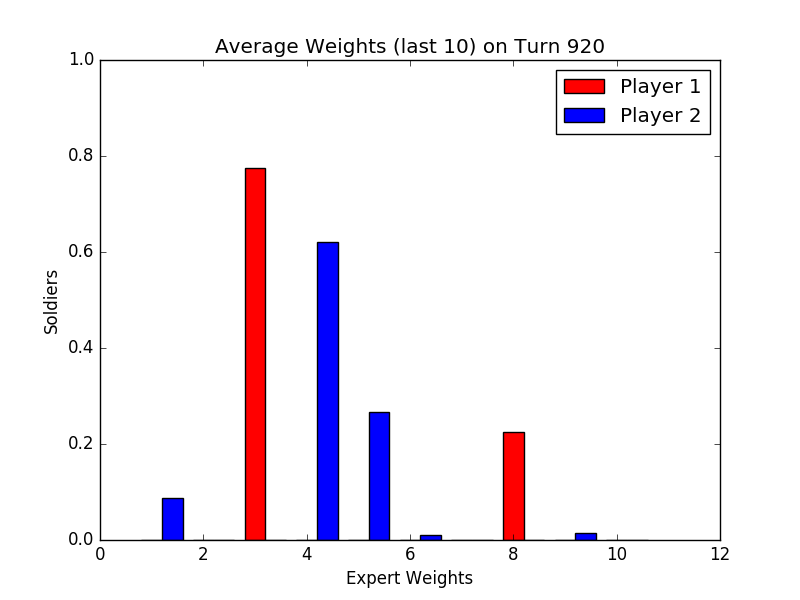 Average Weights (last 10) on Turn 920
Player 1
Player 2
1.0
0.8
0.6
0.4
0.2
0.0
Soldiers
0 2 4 6 8 10 12
Expert Weights